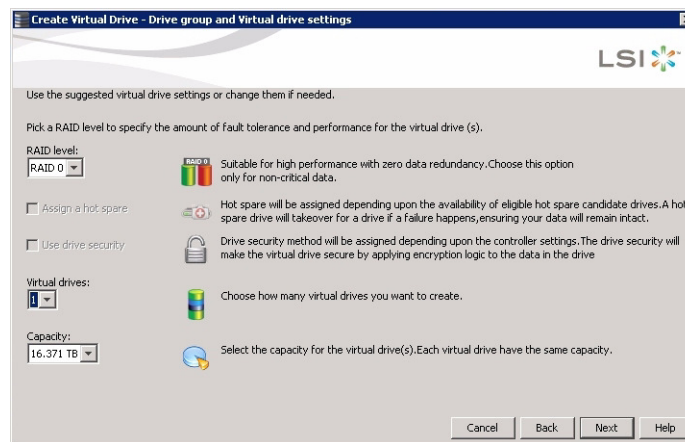 Create Virtual Drive - Drive group and Virtual drive settings
LSI
Use the suggested virtual drive settings or change them if needed.
Pick a RAID level to specify the amount of fault tolerance and performance for the virtual drive (s).
RAID level:
RAID 0
RAID 0
Suitable for high performance with zero data redundancy.Choose this option
only for non-critical data.
Assign a hot spare
Hot spare will be assigned depending upon the availability of eligible hot spare candidate drives.A hot
spare drive will takeover for a drive if a failure happens,ensuring your data will remain intact.
Use drive security
Drive security method will be assigned depending upon the controller settings.The drive security will
make the virtual drive secure by applying encryption logic to the data in the drive
Virtual drives:
1
Choose how many virtual drives you want to create.
Capacity:
16.371 TB
Select the capacity for the virtual drive(s).Each virtual drive have the same capacity.
Cancel
Back
Next
Help